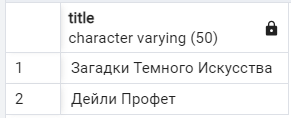 title
character varying (50)
1 Загадки Темного Искусства
2 Дейли Профет